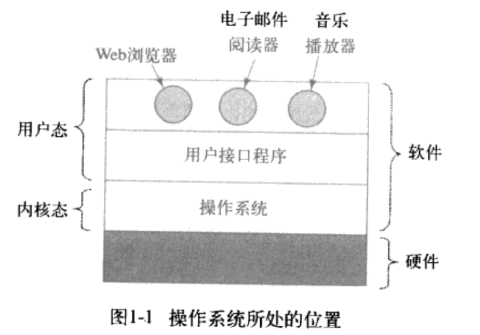 电子邮件 音乐
Web浏览器 阅读器 播放器
用户态
用户接口程序
软件
内核态
操作系统
硬件
图1-1 操作系统所处的位置